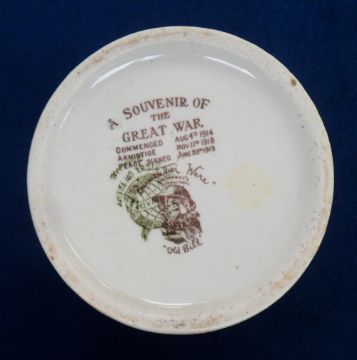 A SOUVENIR OF
THE
GREAT WAR
COMMENCED AUG 4TH 1914
ARMISTICE NOV 11TH 1918
PEACE SIGNED JUNE 28TH 1919
Ware"
"Old Bill"